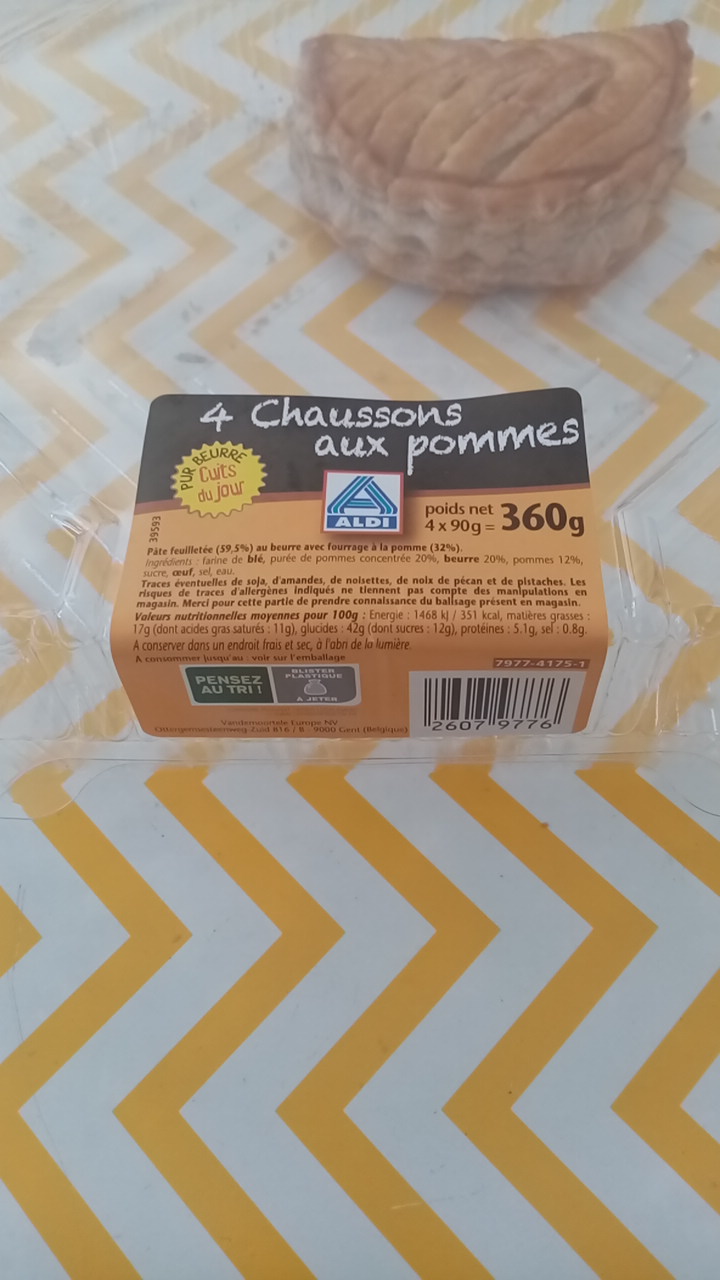 4 Chaussons
aux pommes
PUR BEURRE
Cuits
du jour
ALDI
poids net
4 x 90g = 360g
39593
Pâte feuilletée (59,5%) au beurre avec fourrage à la pomme (32%).
Ingrédients : farine de blé, purée de pommes concentrée 20%, beurre 20%, pommes 12%,
sucre, œuf, sel, eau.
Traces éventuelles de soja, d'amandes, de noisettes, de noix de pécan et de pistaches. Les
risques de traces d'allergènes indiqués ne tiennent pas compte des manipulations en
magasin. Merci pour cette partie de prendre connaissance du balisage présent en magasin.
Valeurs nutritionnelles moyennes pour 100g : Energie : 1468 kJ / 351 kcal, matières grasses :
17g (dont acides gras saturés : 11g), glucides : 42g (dont sucres : 12g), protéines : 5.1g, sel : 0.8g.
A conserver dans un endroit frais et sec, à l'abri de la lumière.
A consommer jusqu'au : voir sur l'emballage
7977-4175-1
PENSEZ
AU TRI !
BLISTER
PLASTIQUE
À JETER
2607 9776
Vandemoortele Europe NV
Ottergemsesteenweg-Zuid 816 / B - 9000 Gent (Belgique)